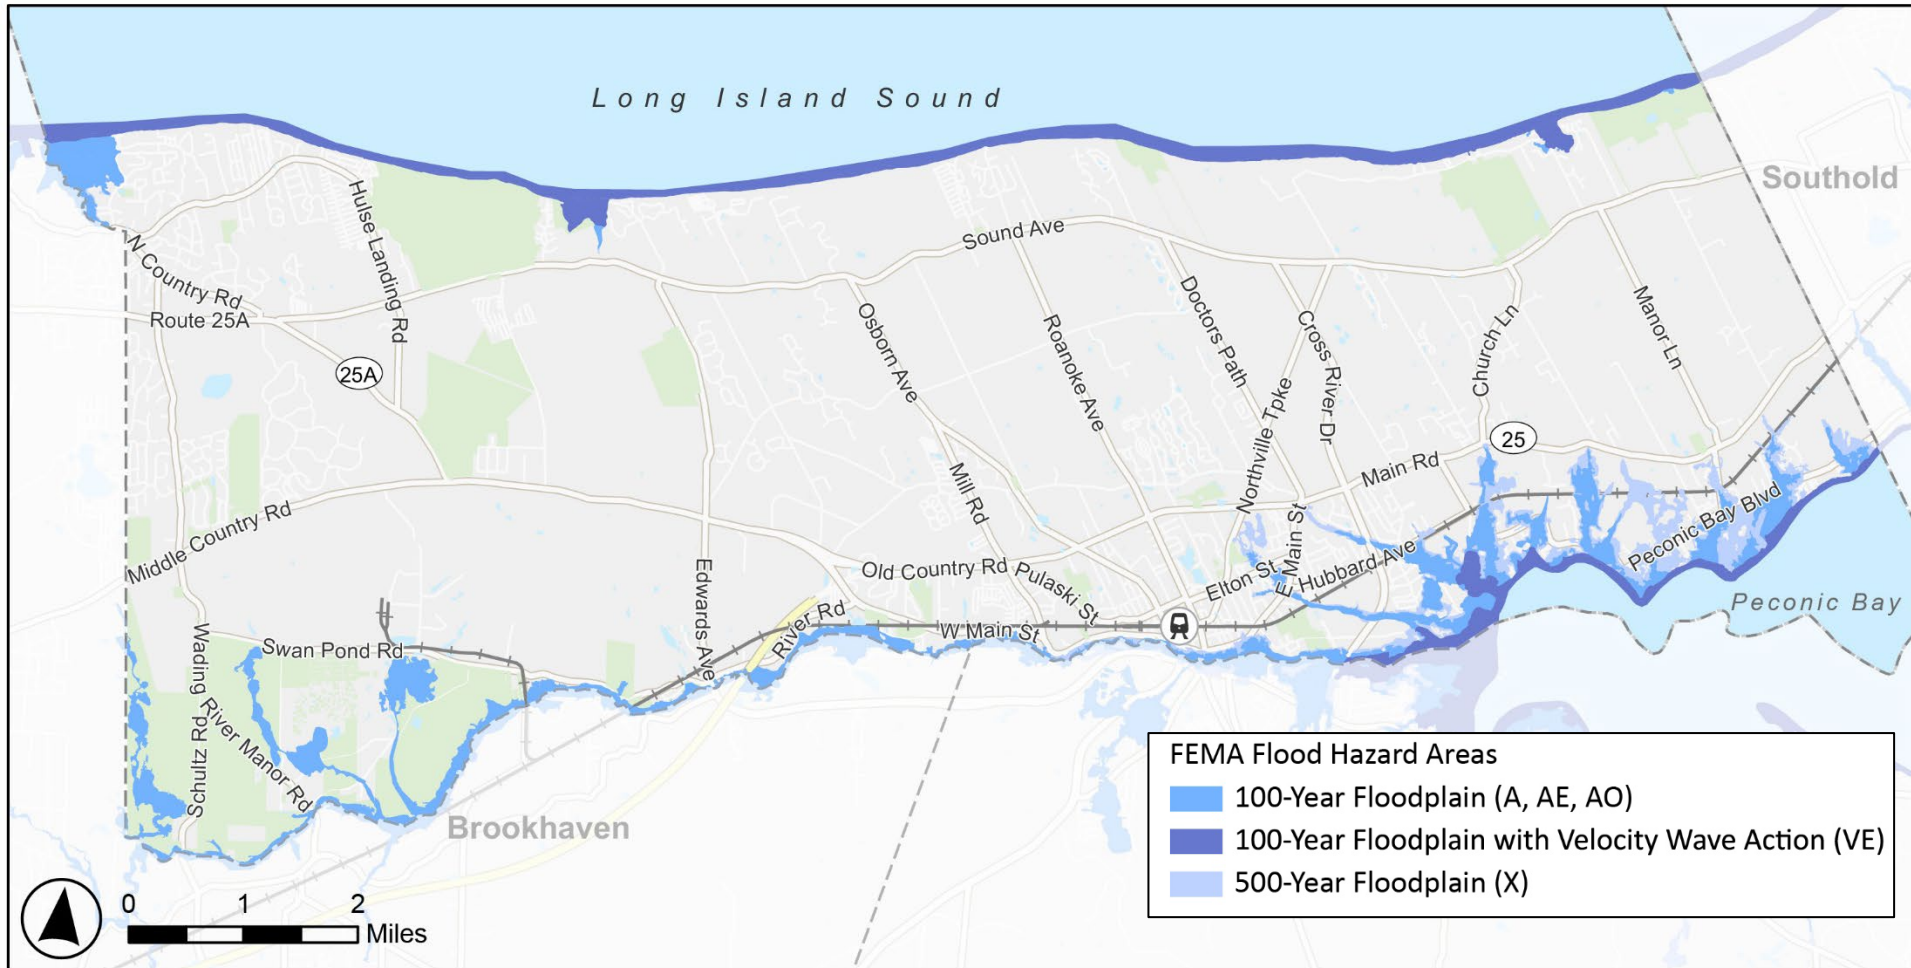 Long Island Sound
Southold
Hulse Landing Rd
Sound Ave
N Country Rd
Route 25A
25A
Osborn Ave
Roanoke Ave
Doctors Path
Cross River Dr
Northville Tpke
Church Ln
Manor Ln
25
Main Rd
Mill Rd
Middle Country Rd
Old Country Rd
Pulaski St
Elton St
E Main St
Hubbard Ave
Peconic Bay Blvd
Peconic Bay
Edwards Ave
River Rd
W Main St
Swan Pond Rd
Wading River Manor Rd
Schultz Rd
Brookhaven
FEMA Flood Hazard Areas
100-Year Floodplain (A, AE, AO)
100-Year Floodplain with Velocity Wave Action (VE)
500-Year Floodplain (X)
0 1 2
Miles